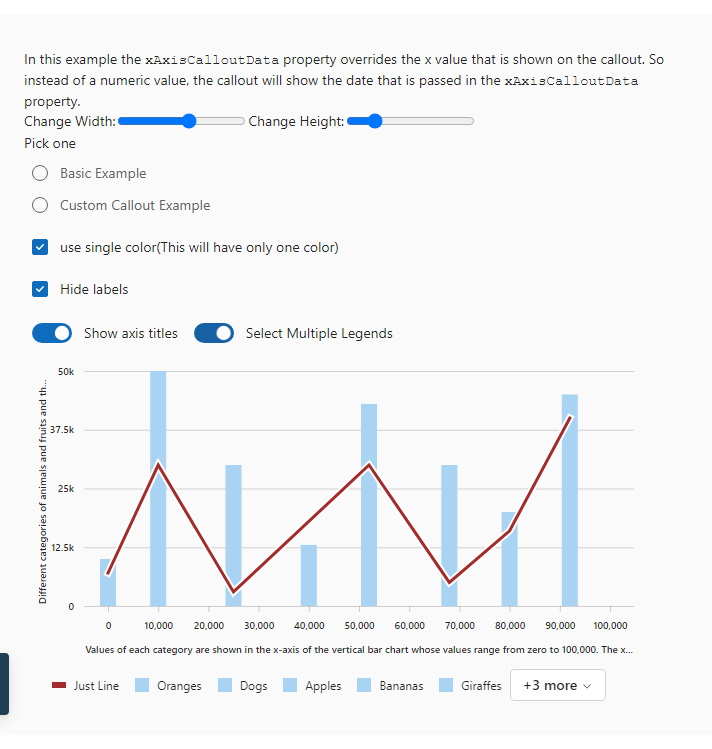 In this example the xAxisCalloutData property overrides the x value that is shown on the callout. So
instead of a numeric value, the callout will show the date that is passed in the xAxisCalloutData
property.
Change Width: Change Height:
Pick one
Basic Example
Custom Callout Example
use single color(This will have only one color)
Hide labels
Show axis titles Select Multiple Legends
Different categories of animals and fruits and th...
50k
37.5k
25k
12.5k
0
0 10,000 20,000 30,000 40,000 50,000 60,000 70,000 80,000 90,000 100,000
Values of each category are shown in the x-axis of the vertical bar chart whose values range from zero to 100,000. The x...
Just Line Oranges Dogs Apples Bananas Giraffes +3 more